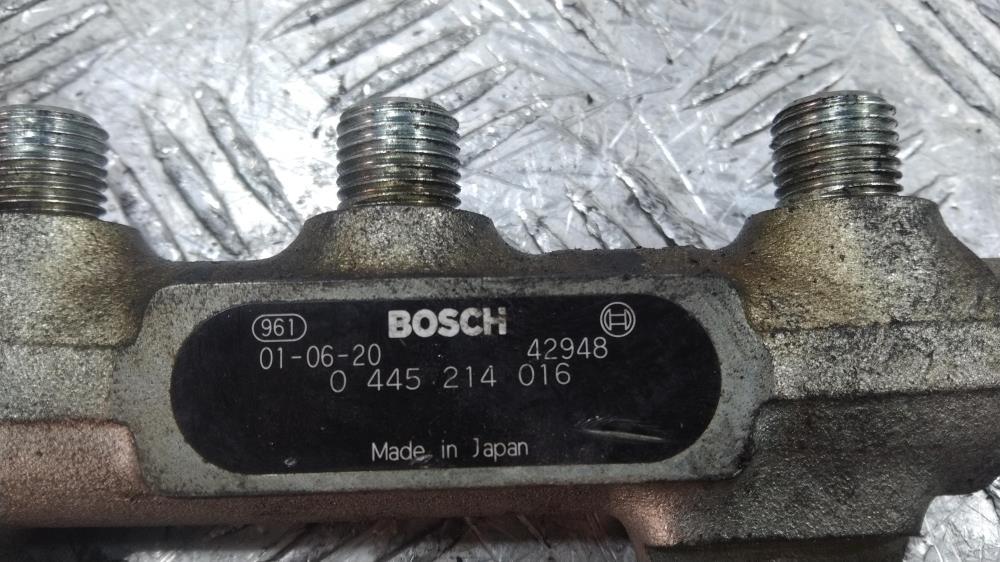 961 BOSCH
01-06-20 42948
0 445 214 016
Made in Japan